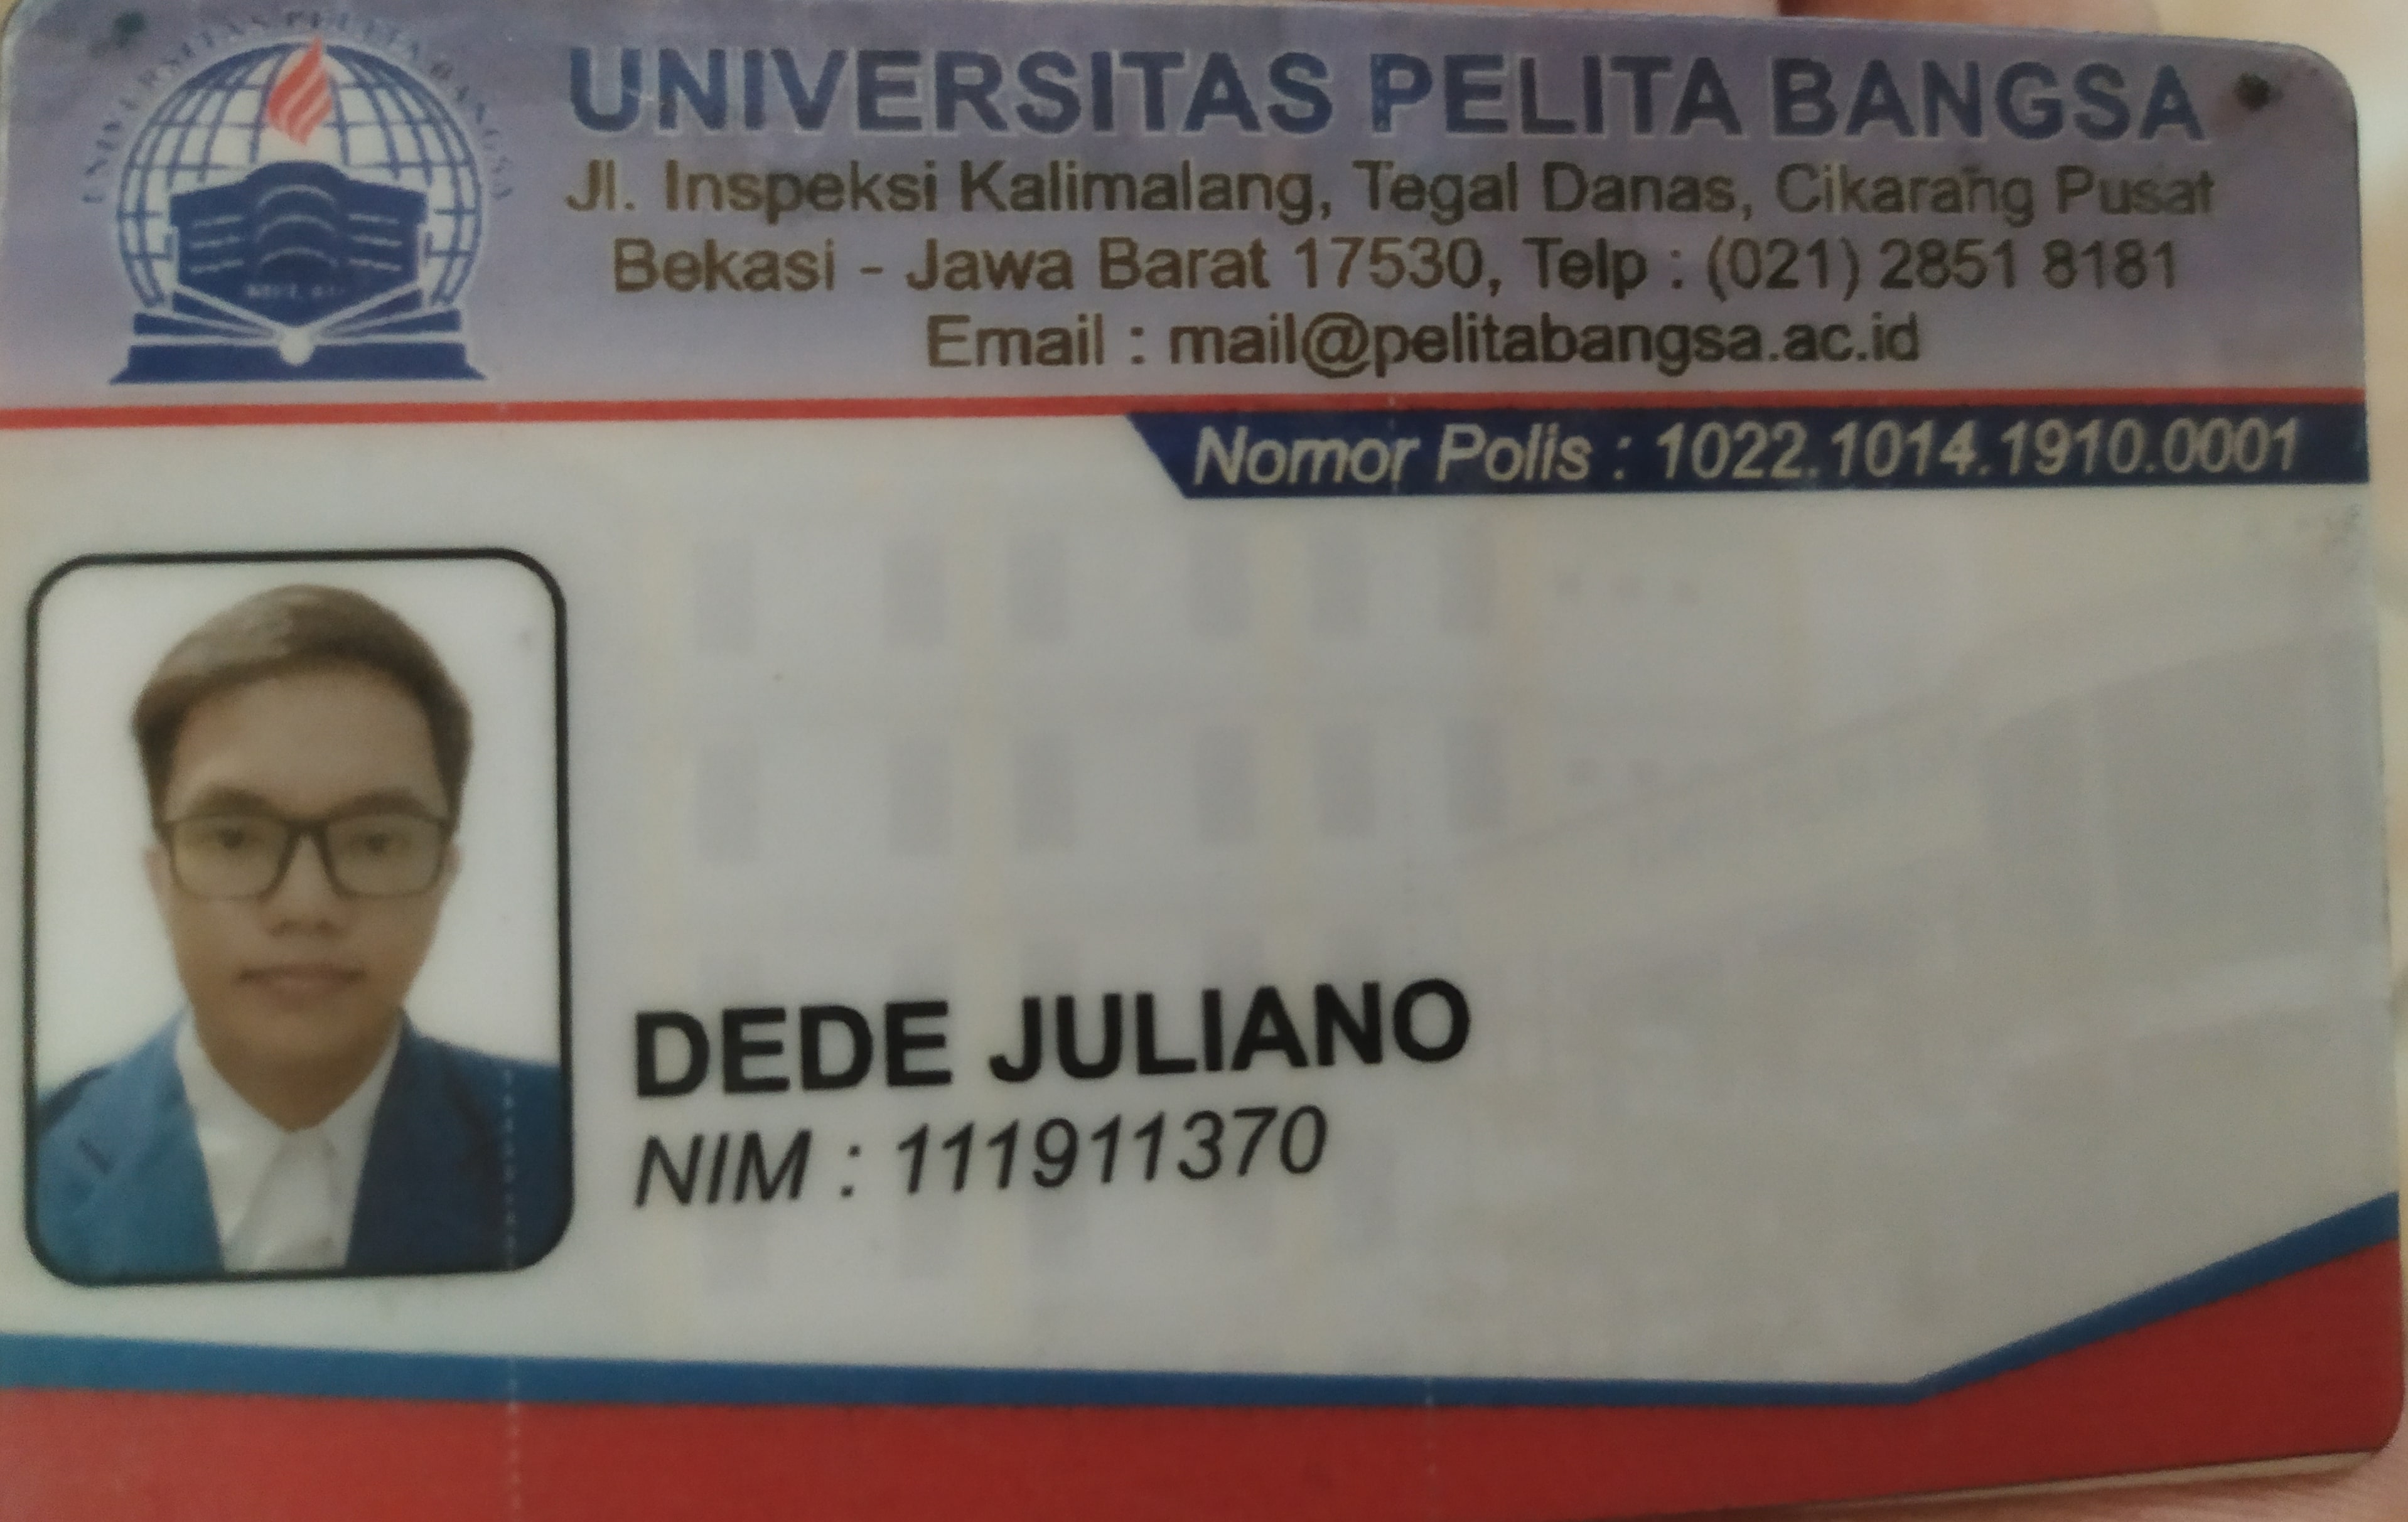 UNIVERSITAS PELITA BANGSA
UNIVERSITAS PELITA BANGSA
Jl. Inspeksi Kalimalang, Tegal Danas, Cikarang Pusat
Bekasi - Jawa Barat 17530, Telp : (021) 2851 8181
Email : mail@pelitabangsa.ac.id
Nomor Polis : 1022.1014.1910.0001
DEDE JULIANO
NIM : 111911370